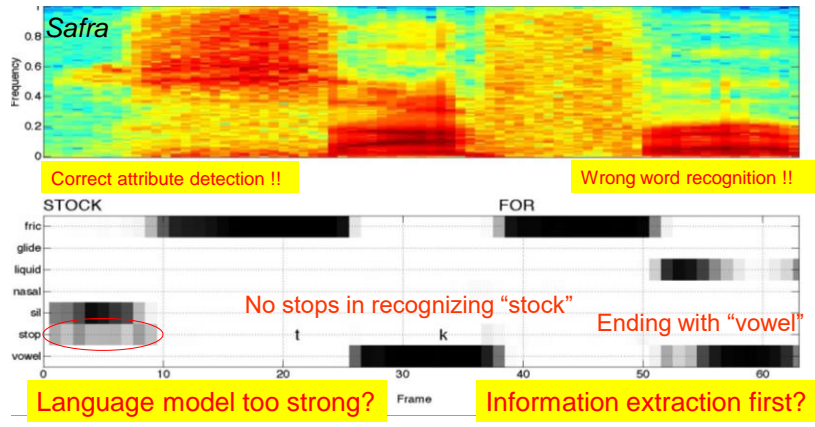 Safra
1
0.8
0.6
0.4
0.2
0
Frequency
Correct attribute detection !!
Wrong word recognition !!
STOCK
FOR
fric
glide
liquid
nasal
sil
stop
vowel
No stops in recognizing “stock”
Ending with “vowel”
t
k
0
10
20
30
40
50
60
Frame
Language model too strong?
Information extraction first?